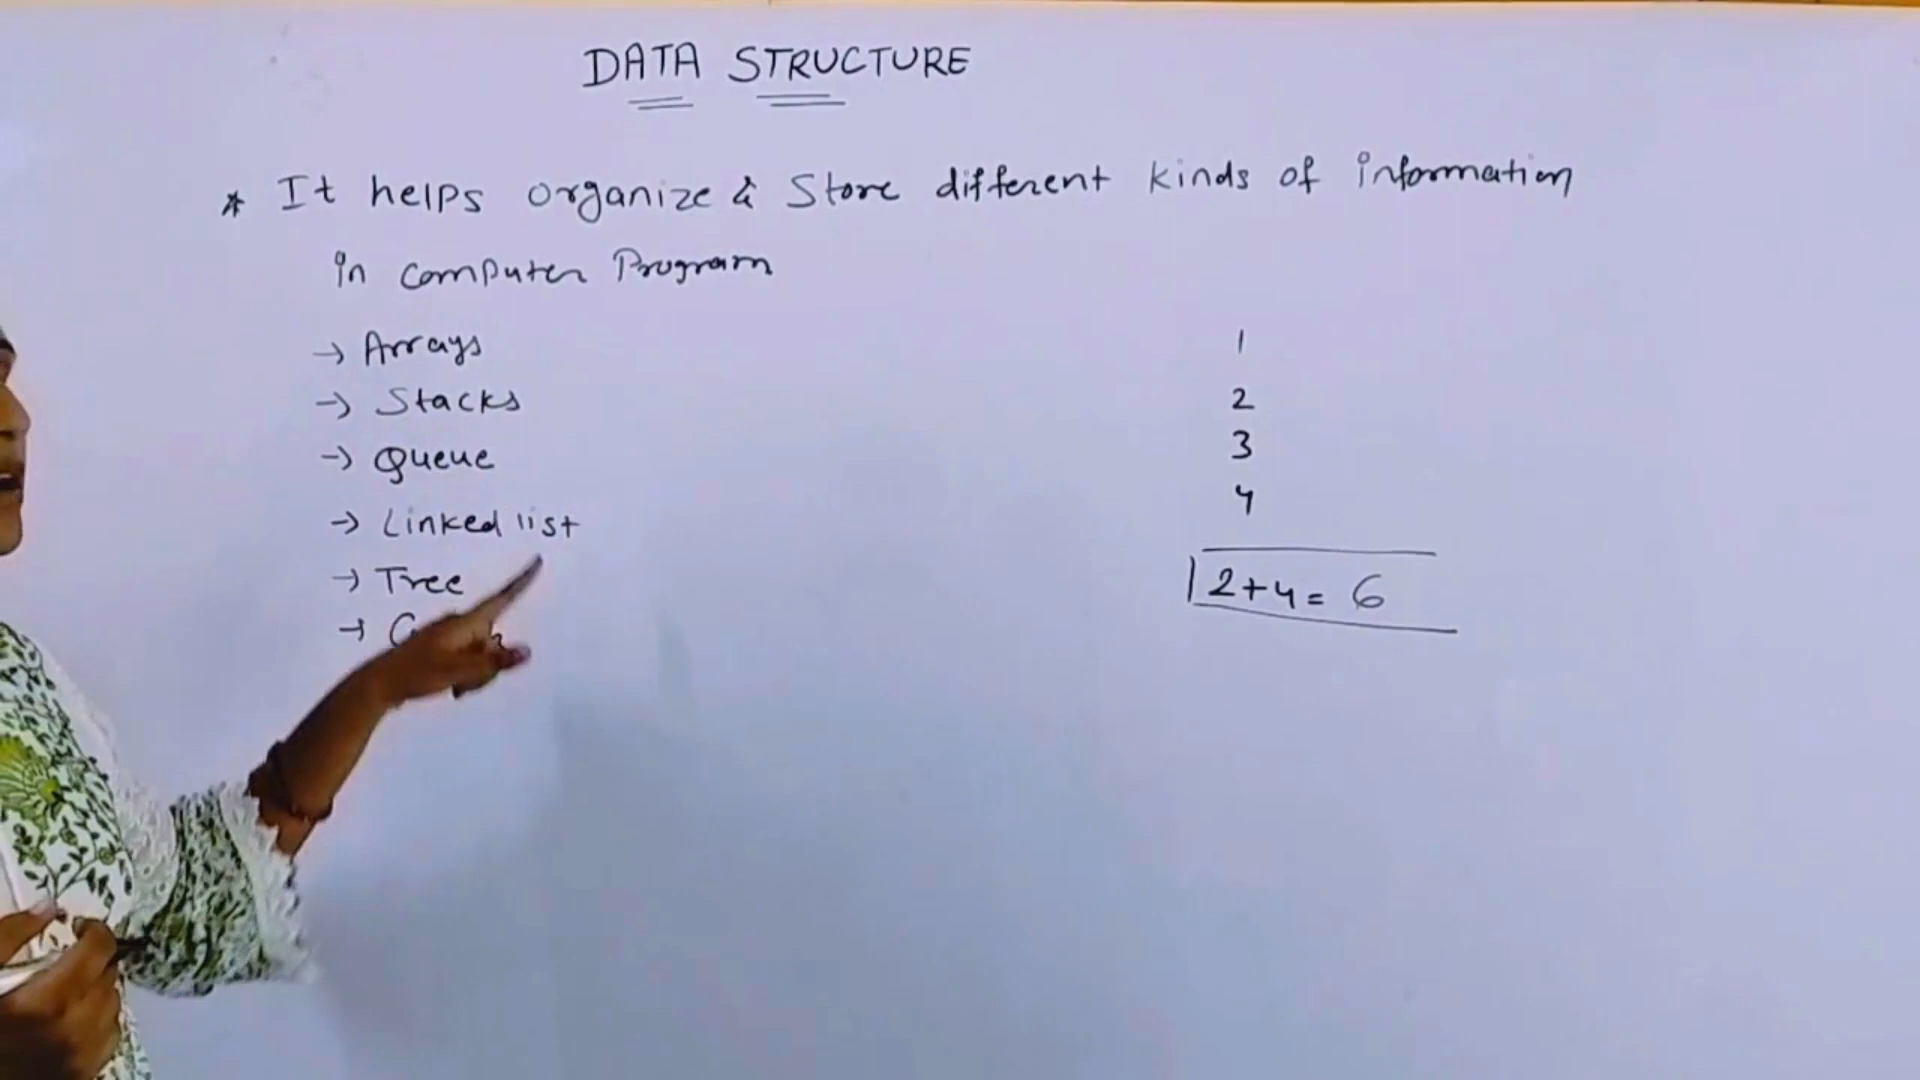 DATA STRUCTURE
* It helps organize & Store different kinds of information
in computer Program
→ Arrays
→ Stacks
→ Queue
→ Linked list
→ Tree
→
1
2
3
4
2+4= 6